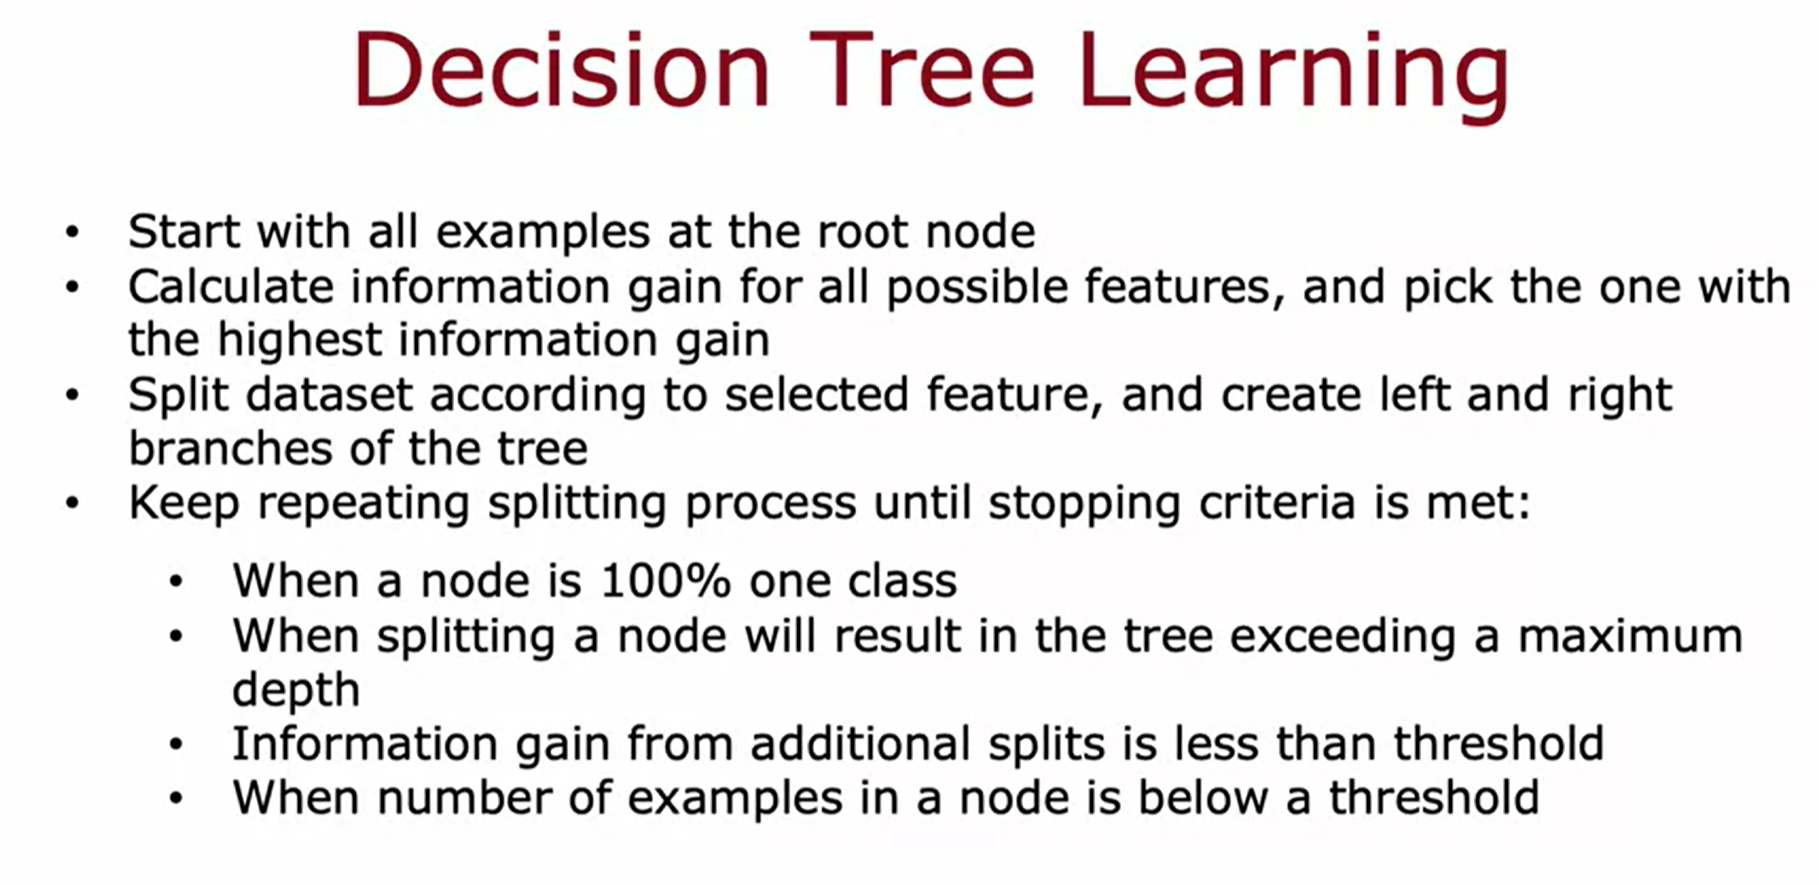 Decision Tree Learning
• Start with all examples at the root node
• Calculate information gain for all possible features, and pick the one with
the highest information gain
• Split dataset according to selected feature, and create left and right
branches of the tree
• Keep repeating splitting process until stopping criteria is met:
• When a node is 100% one class
• When splitting a node will result in the tree exceeding a maximum
depth
• Information gain from additional splits is less than threshold
• When number of examples in a node is below a threshold